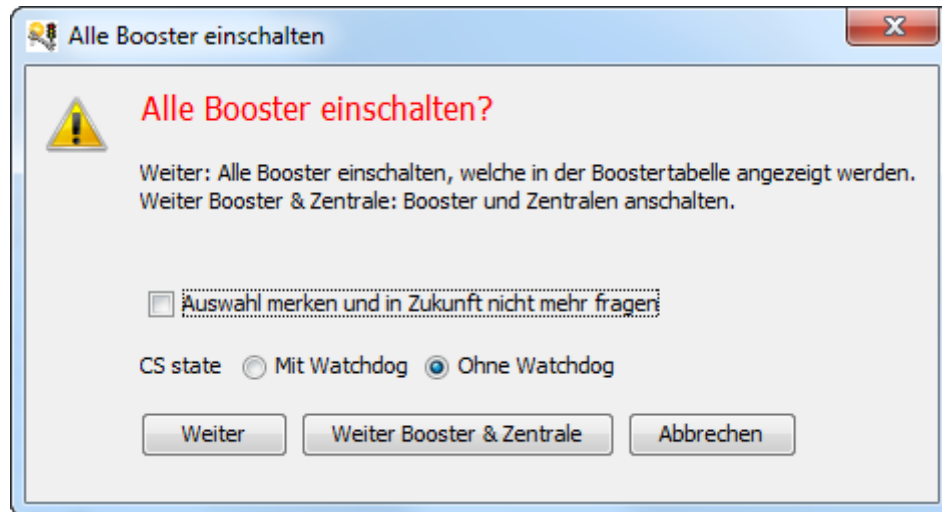 Alle Booster einschalten
Alle Booster einschalten?
Weiter: Alle Booster einschalten, welche in der Boostertabelle angezeigt werden.
Weiter Booster & Zentrale: Booster und Zentralen anschalten.
Auswahl merken und in Zukunft nicht mehr fragen
CS state Mit Watchdog Ohne Watchdog
Weiter Weiter Booster & Zentrale Abbrechen